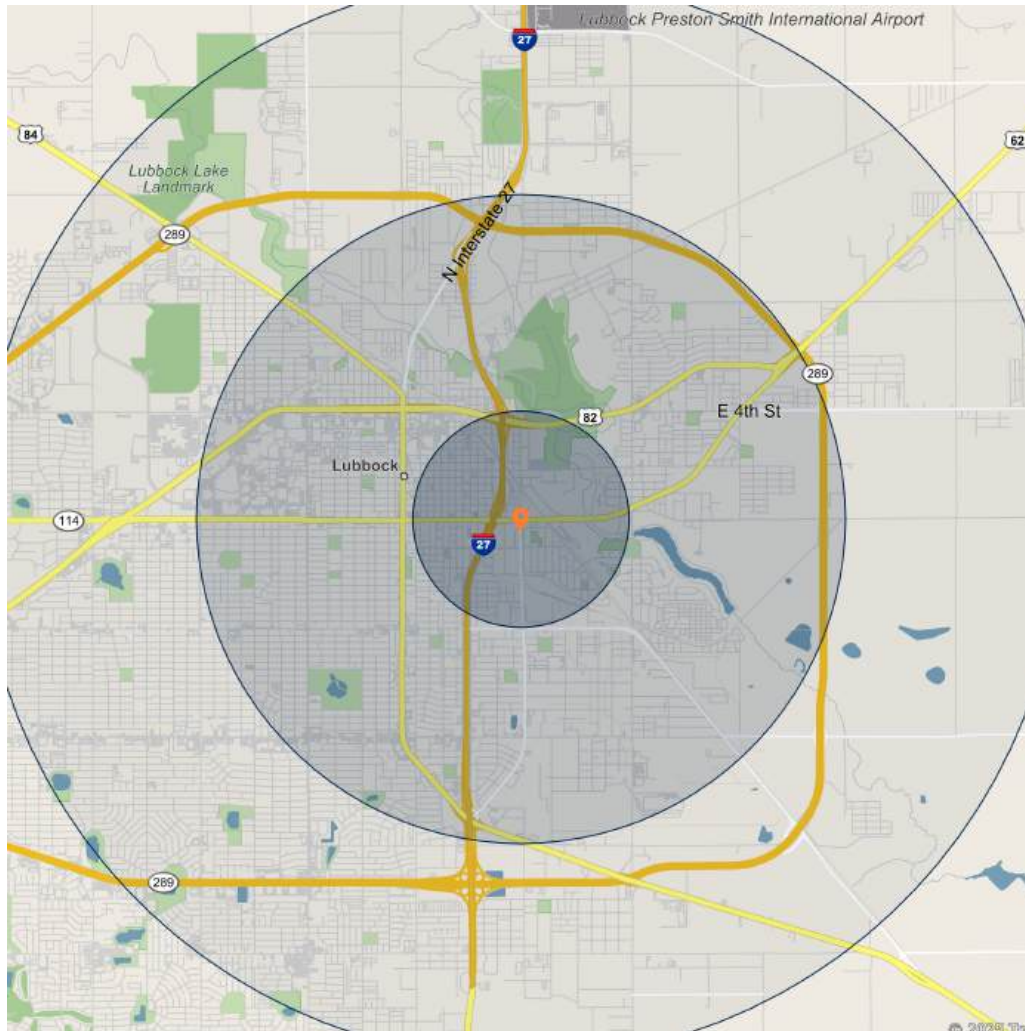 Lubbock Preston Smith International Airport
27
84
62
Lubbock Lake
Landmark
N Interstate 27
289
289
E 4th St
82
Lubbock
114
27
289
© 2025